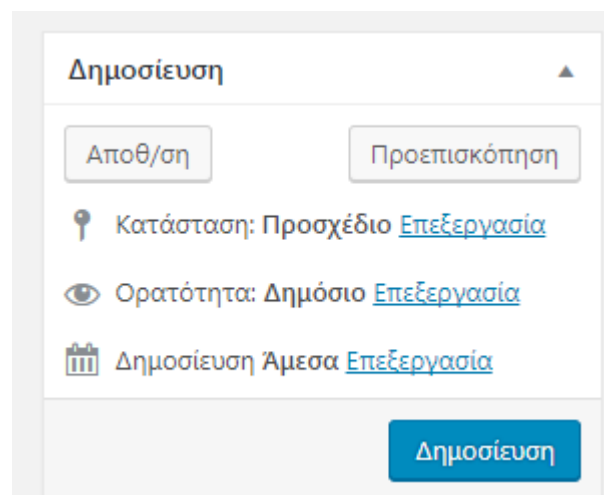 Δημοσίευση
Αποθ/ση Προεπισκόπηση
Κατάσταση: Προσχέδιο Επεξεργασία
Ορατότητα: Δημόσιο Επεξεργασία
Δημοσίευση Άμεσα Επεξεργασία
Δημοσίευση